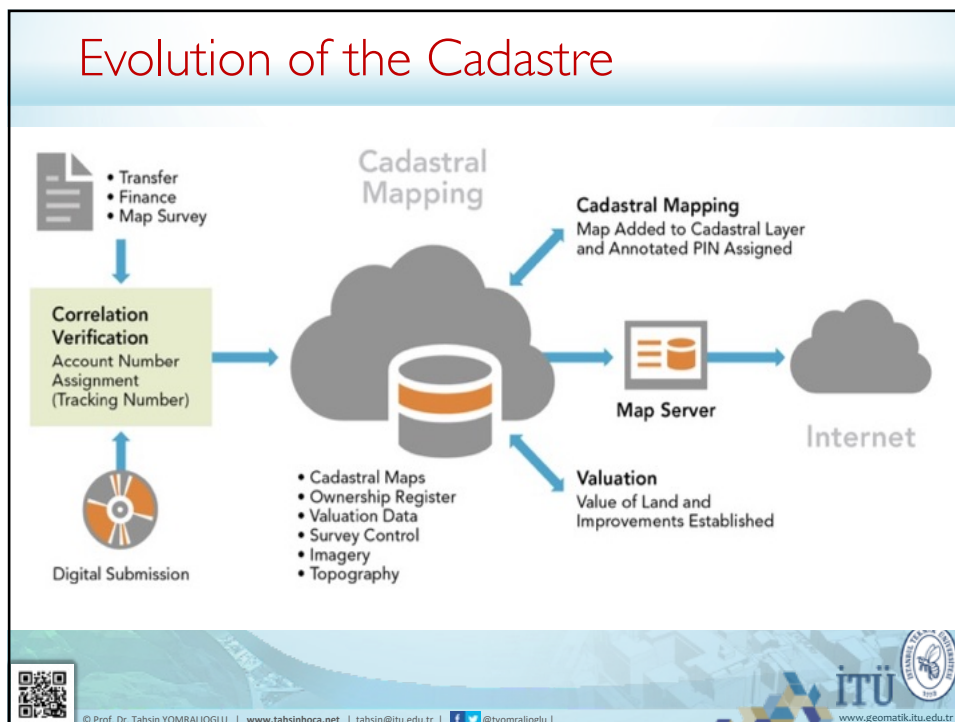 Evolution of the Cadastre
• Transfer
• Finance
• Map Survey
Correlation
Verification
Account Number
Assignment
(Tracking Number)
Digital Submission
Cadastral
Mapping
• Cadastral Maps
• Ownership Register
• Valuation Data
• Survey Control
• Imagery
• Topography
Cadastral Mapping
Map Added to Cadastral Layer
and Annotated PIN Assigned
Map Server
Internet
Valuation
Value of Land and
Improvements Established
© Prof. Dr. Tahsin YOMRALIOGLU | www.tahsinhoca.net | tahsin@itu.edu.tr | @tyomralioglu |
İTÜ
www.geomatik.itu.edu.tr